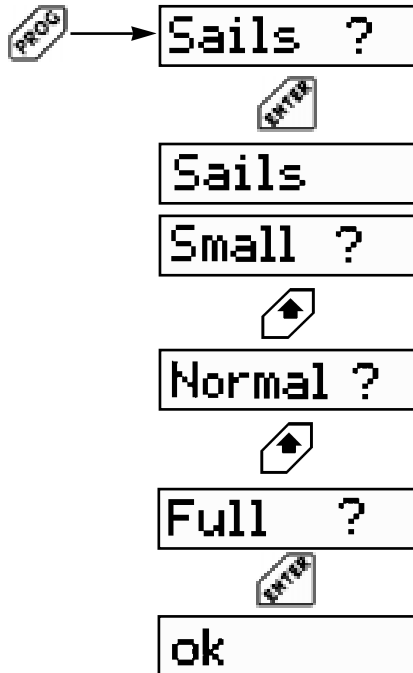 PROG
Sails ?
ENTER
Sails
Small ?
Normal ?
Full ?
ENTER
ok